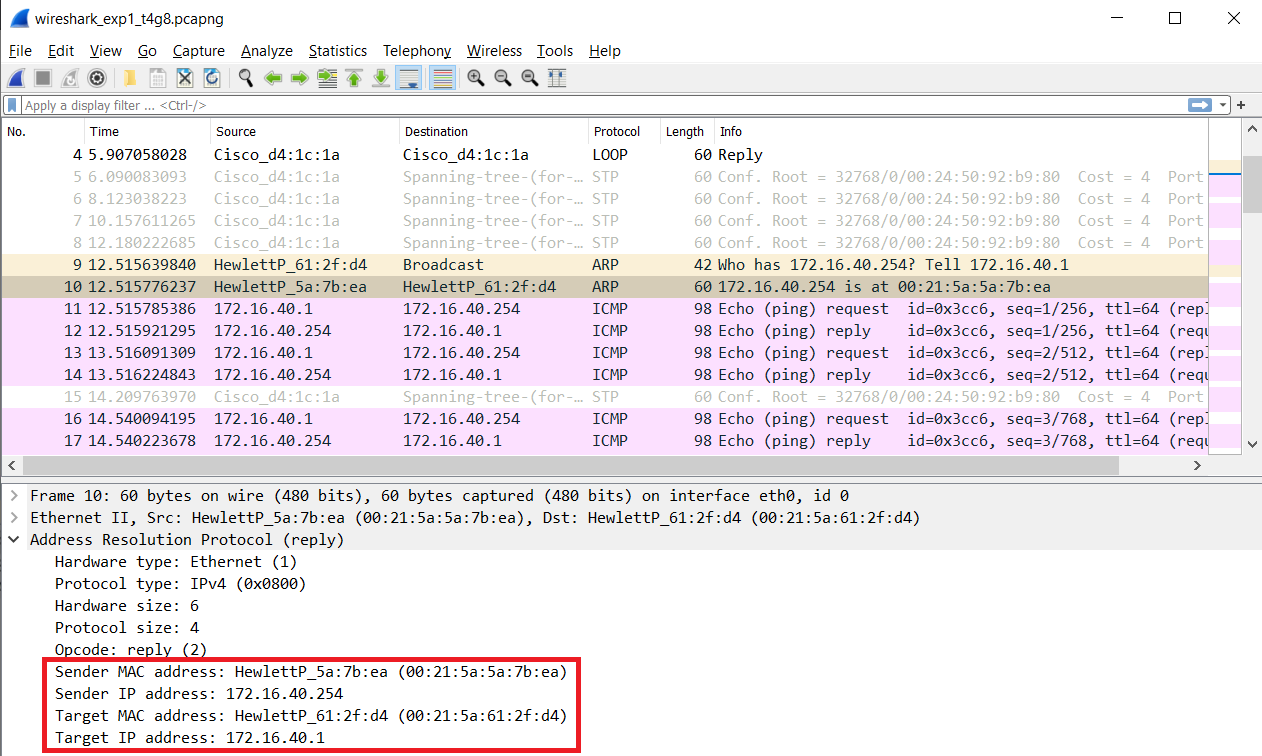 wireshark_exp1_t4g8.pcapng
File Edit View Go Capture Analyze Statistics Telephony Wireless Tools Help
Apply a display filter ... <Ctrl-/>
No. Time Source Destination Protocol Length Info
4 5.907058028 Cisco_d4:1c:1a Cisco_d4:1c:1a LOOP 60 Reply
5 6.090083093 Cisco_d4:1c:1a Spanning-tree-(for-… STP 60 Conf. Root = 32768/0/00:24:50:92:b9:80 Cost = 4 Port
6 8.123038223 Cisco_d4:1c:1a Spanning-tree-(for-… STP 60 Conf. Root = 32768/0/00:24:50:92:b9:80 Cost = 4 Port
7 10.157611265 Cisco_d4:1c:1a Spanning-tree-(for-… STP 60 Conf. Root = 32768/0/00:24:50:92:b9:80 Cost = 4 Port
8 12.180222685 Cisco_d4:1c:1a Spanning-tree-(for-… STP 60 Conf. Root = 32768/0/00:24:50:92:b9:80 Cost = 4 Port
9 12.515639840 HewlettP_61:2f:d4 Broadcast ARP 42 Who has 172.16.40.254? Tell 172.16.40.1
10 12.515776237 HewlettP_5a:7b:ea HewlettP_61:2f:d4 ARP 60 172.16.40.254 is at 00:21:5a:5a:7b:ea
11 12.515785386 172.16.40.1 172.16.40.254 ICMP 98 Echo (ping) request id=0x3cc6, seq=1/256, ttl=64 (repl
12 12.515921295 172.16.40.254 172.16.40.1 ICMP 98 Echo (ping) reply id=0x3cc6, seq=1/256, ttl=64 (requ
13 13.516091309 172.16.40.1 172.16.40.254 ICMP 98 Echo (ping) request id=0x3cc6, seq=2/512, ttl=64 (repl
14 13.516224843 172.16.40.254 172.16.40.1 ICMP 98 Echo (ping) reply id=0x3cc6, seq=2/512, ttl=64 (requ
15 14.209763970 Cisco_d4:1c:1a Spanning-tree-(for-… STP 60 Conf. Root = 32768/0/00:24:50:92:b9:80 Cost = 4 Port
16 14.540094195 172.16.40.1 172.16.40.254 ICMP 98 Echo (ping) request id=0x3cc6, seq=3/768, ttl=64 (repl
17 14.540223678 172.16.40.254 172.16.40.1 ICMP 98 Echo (ping) reply id=0x3cc6, seq=3/768, ttl=64 (requ
Frame 10: 60 bytes on wire (480 bits), 60 bytes captured (480 bits) on interface eth0, id 0
Ethernet II, Src: HewlettP_5a:7b:ea (00:21:5a:5a:7b:ea), Dst: HewlettP_61:2f:d4 (00:21:5a:61:2f:d4)
Address Resolution Protocol (reply)
Hardware type: Ethernet (1)
Protocol type: IPv4 (0x0800)
Hardware size: 6
Protocol size: 4
Opcode: reply (2)
Sender MAC address: HewlettP_5a:7b:ea (00:21:5a:5a:7b:ea)
Sender IP address: 172.16.40.254
Target MAC address: HewlettP_61:2f:d4 (00:21:5a:61:2f:d4)
Target IP address: 172.16.40.1